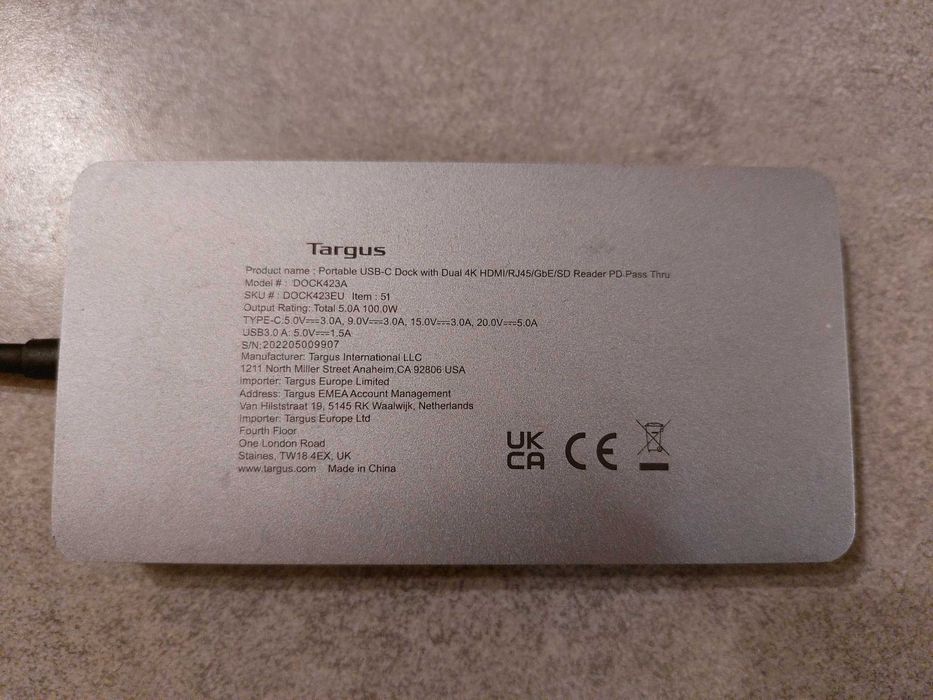 Targus
Product name : Portable USB-C Dock with Dual 4K HDMI/RJ45/GbE/SD Reader PD Pass Thru
Model # : DOCK423A
SKU # : DOCK423EU Item : 51
Output Rating: Total 5.0A 100.0W
TYPE-C:5.0V⎓3.0A, 9.0V⎓3.0A, 15.0V⎓3.0A, 20.0V⎓5.0A
USB3.0 A: 5.0V⎓1.5A
S/N:202205009907
Manufacturer: Targus International LLC
1211 North Miller Street Anaheim,CA 92806 USA
Importer: Targus Europe Limited
Address: Targus EMEA Account Management
Van Hilststraat 19, 5145 RK Waalwijk, Netherlands
Importer: Targus Europe Ltd
Fourth Floor
One London Road
Staines, TW18 4EX, UK
www.targus.com Made in China
UK
CA
CE